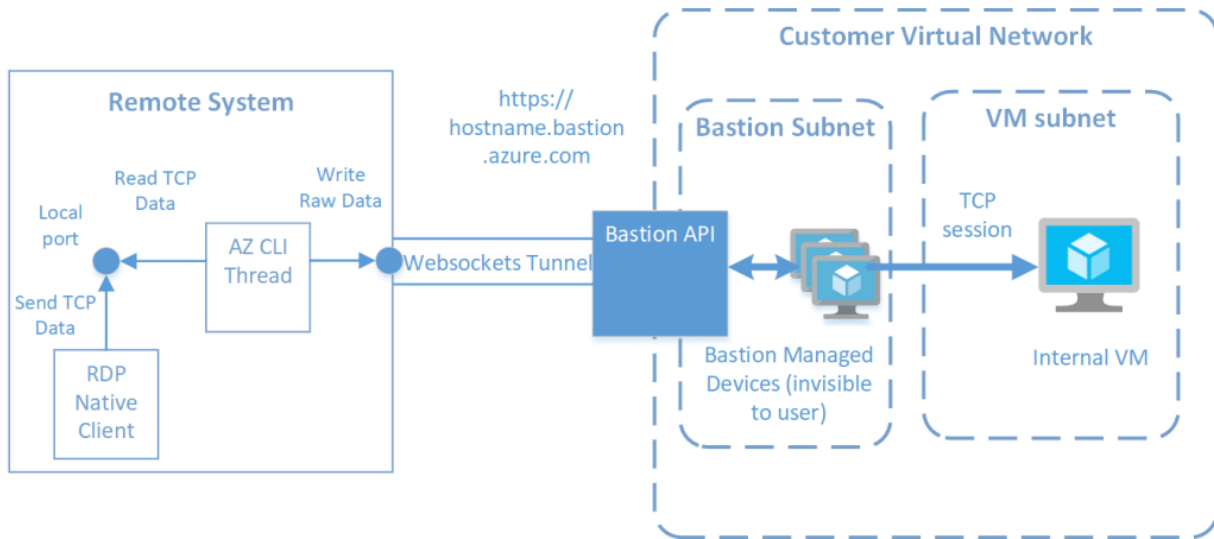 Remote System
Read TCP
Data
Write
Raw Data
Local
port
AZ CLI
Thread
Send TCP
Data
RDP
Native
Client
https://
hostname.bastion
.azure.com
Websockets Tunnel
Customer Virtual Network
Bastion Subnet
Bastion API
Bastion Managed
Devices (invisible
to user)
VM subnet
TCP
session
Internal VM